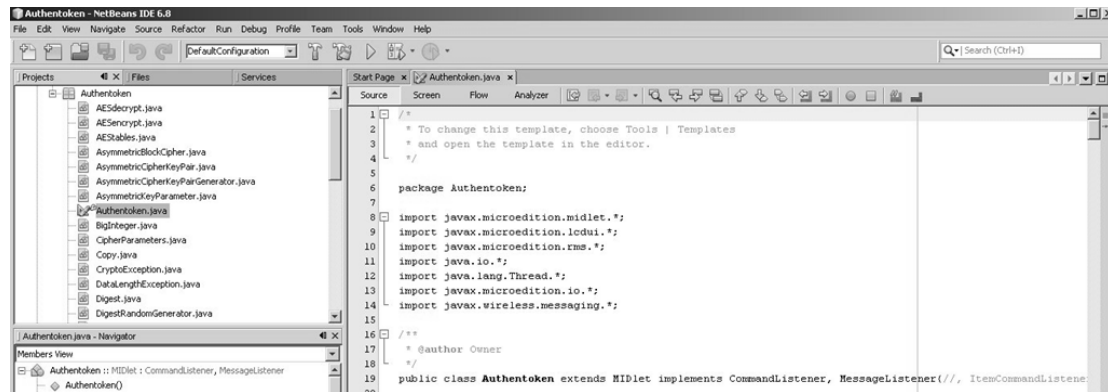 Authentoken - NetBeans IDE 6.8
File Edit View Navigate Source Refactor Run Debug Profile Team Tools Window Help
DefaultConfiguration
Search (Ctrl+I)
Projects
Files
Services
Authentoken
AESdecrypt.java
AESencrypt.java
AEStables.java
AsymmetricBlockCipher.java
AsymmetricCipherKeyPair.java
AsymmetricCipherKeyPairGenerator.java
AsymmetricKeyParameter.java
Authentoken.java
BigInteger.java
CipherParameters.java
Copy.java
CryptoException.java
DataLengthException.java
Digest.java
DigestRandomGenerator.java
Authentoken.java - Navigator
Members View
Authentoken :: MIDlet : CommandListener, MessageListener
Authentoken()
Start Page
Authentoken.java
Source Screen Flow Analyzer
1 /*
2 * To change this template, choose Tools | Templates
3 * and open the template in the editor.
4 */
5
6 package Authentoken;
7
8 import javax.microedition.midlet.*;
9 import javax.microedition.lcdui.*;
10 import javax.microedition.rms.*;
11 import java.io.*;
12 import java.lang.Thread.*;
13 import javax.microedition.io.*;
14 import javax.wireless.messaging.*;
15
16 /**
17 * @author Owner
18 */
19 public class Authentoken extends MIDlet implements CommandListener, MessageListener{//, ItemCommandListene